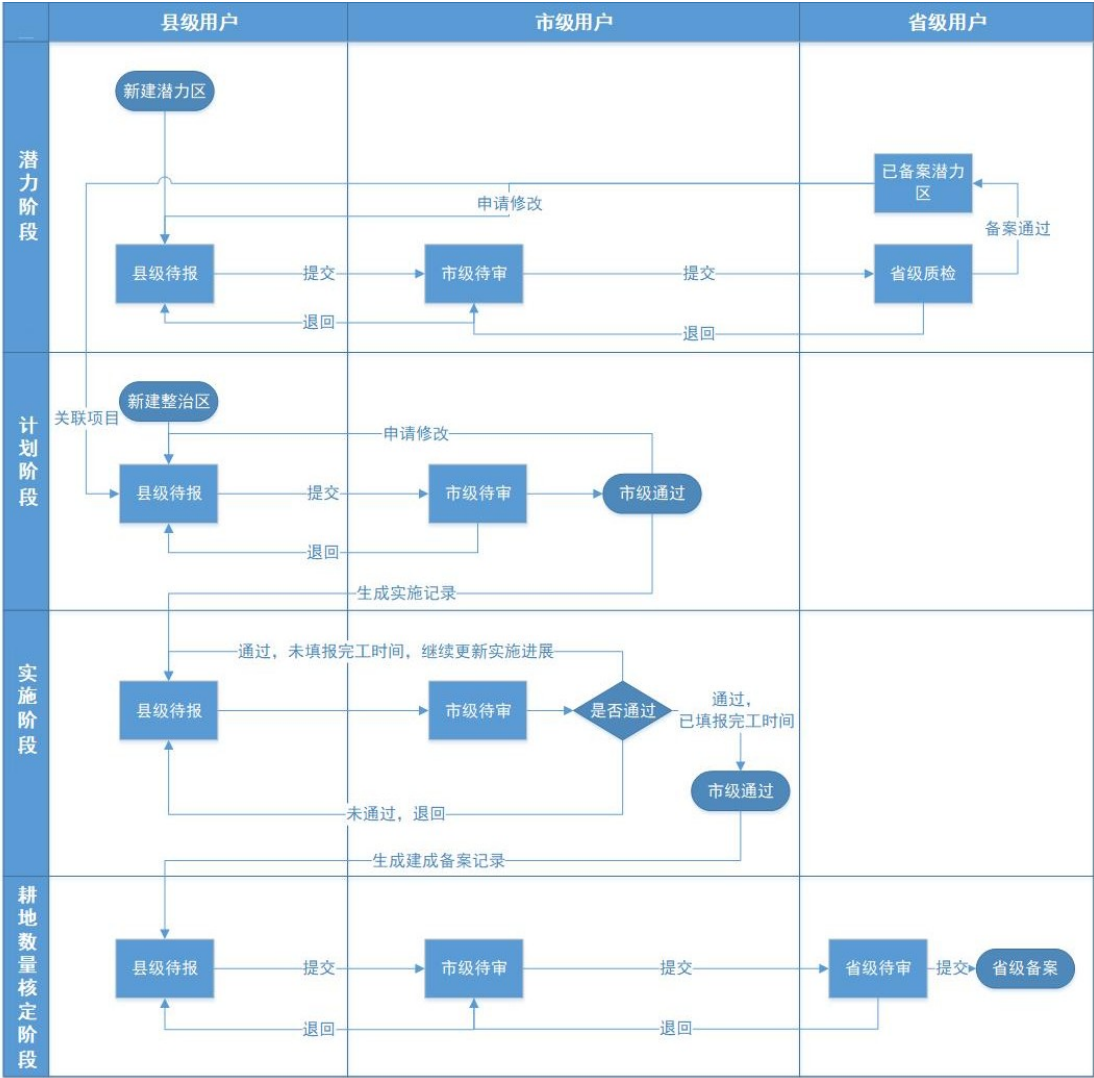 县级用户
市级用户
省级用户
潜力阶段
新建潜力区
已备案潜力
区
申请修改
备案通过
县级待报
提交
市级待审
提交
省级质检
退回
退回
计划阶段
新建整治区
关联项目
申请修改
县级待报
提交
市级待审
市级通过
退回
生成实施记录
实施阶段
通过，未填报完工时间，继续更新实施进展
县级待报
市级待审
是否通过
通过，
已填报完工时间
市级通过
未通过，退回
生成建成备案记录
耕地数量核定阶段
县级待报
提交
市级待审
提交
省级待审
提交
省级备案
退回
退回